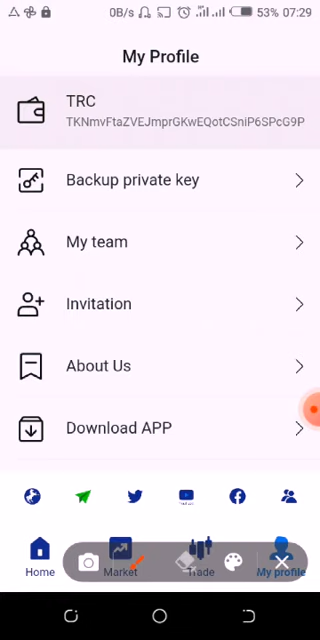 0B/s 53% 07:29
My Profile
TRC
TKNmvFtaZVEJmprGKwEQotCSniP6SPcG9P
Backup private key
My team
Invitation
About Us
Download APP
Home Market Trade My profile